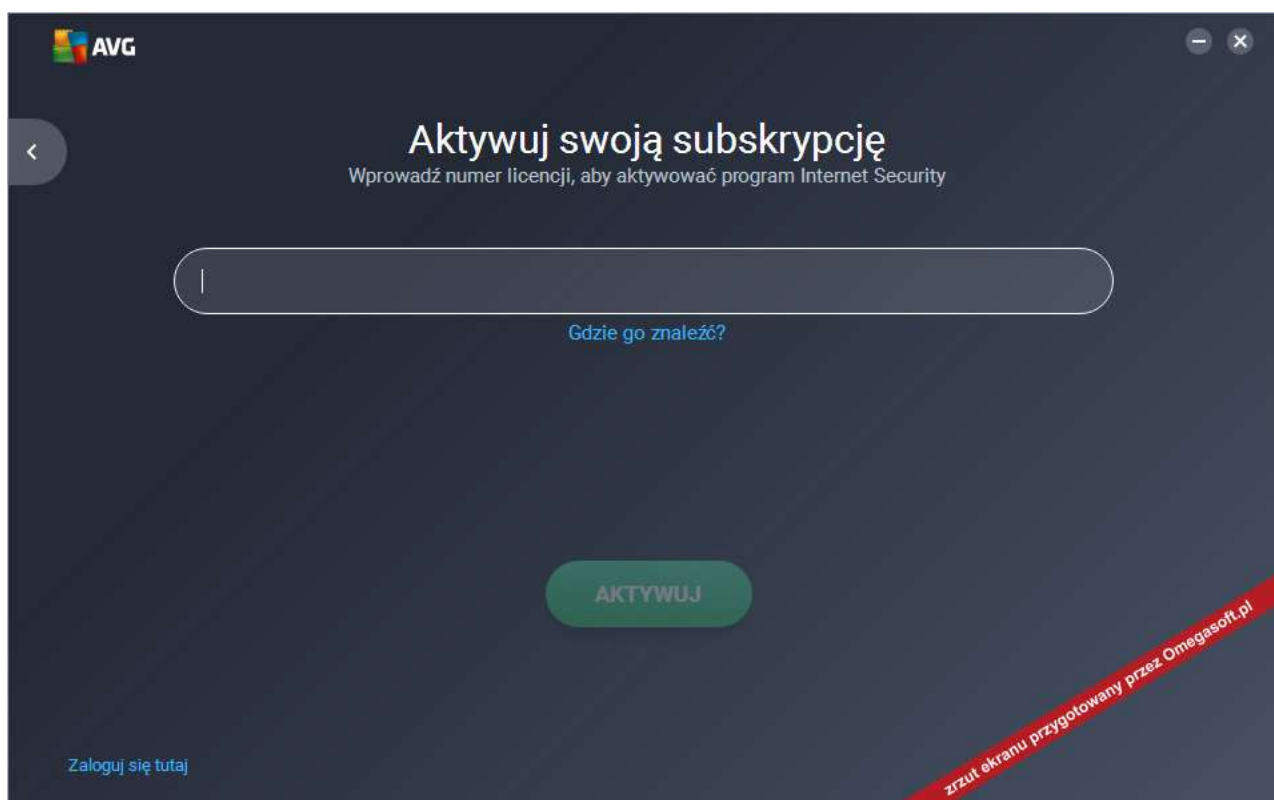 AVG
Aktywuj swoją subskrypcję
Wprowadź numer licencji, aby aktywować program Internet Security
Gdzie go znaleźć?
AKTYWUJ
Zaloguj się tutaj
zrzut ekranu przygotowany przez Omegasoft.pl